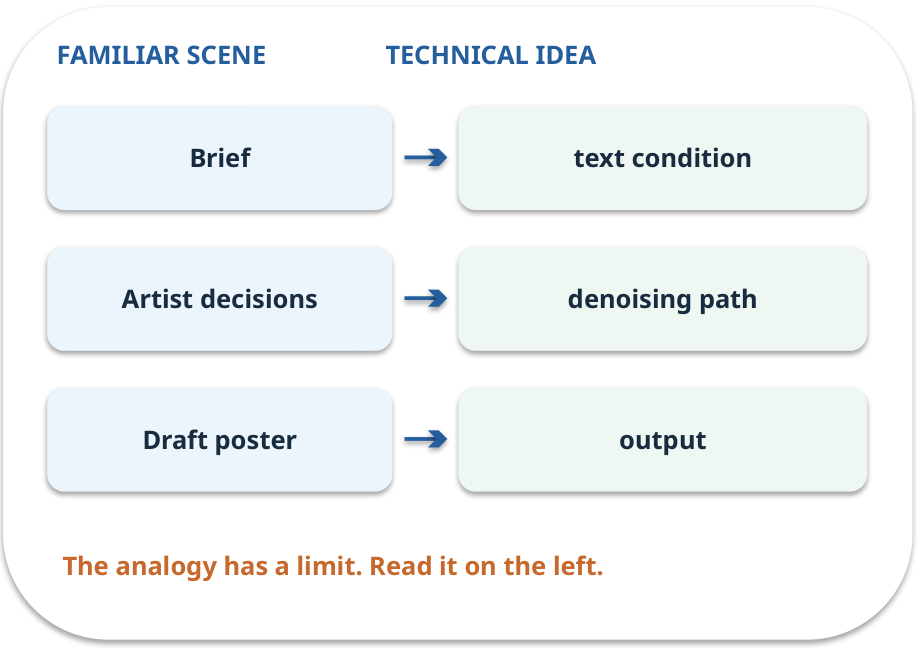 FAMILIAR SCENE TECHNICAL IDEA
Brief → text condition
Artist decisions → denoising path
Draft poster → output
The analogy has a limit. Read it on the left.